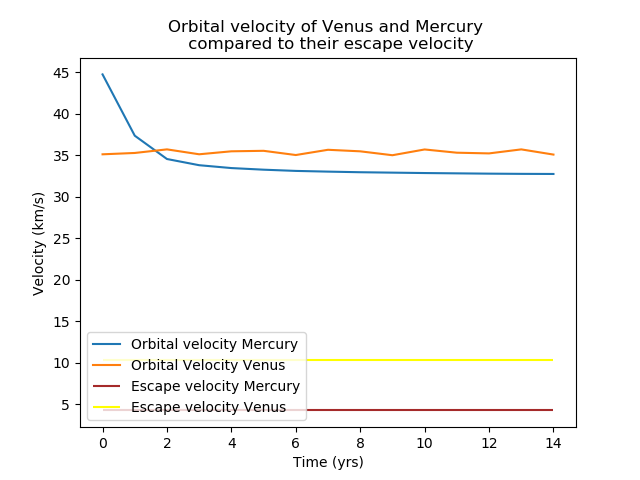 Orbital velocity of Venus and Mercury
compared to their escape velocity
Velocity (km/s)
45
40
35
30
25
20
15
10
5
Orbital velocity Mercury
Orbital Velocity Venus
Escape velocity Mercury
Escape velocity Venus
0 2 4 6 8 10 12 14
Time (yrs)